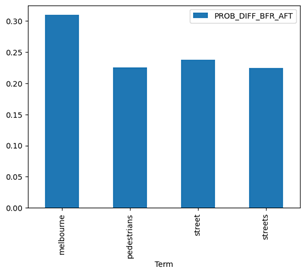 PROB_DIFF_BFR_AFT
0.30
0.25
0.20
0.15
0.10
0.05
0.00
melbourne
pedestrians
street
streets
Term